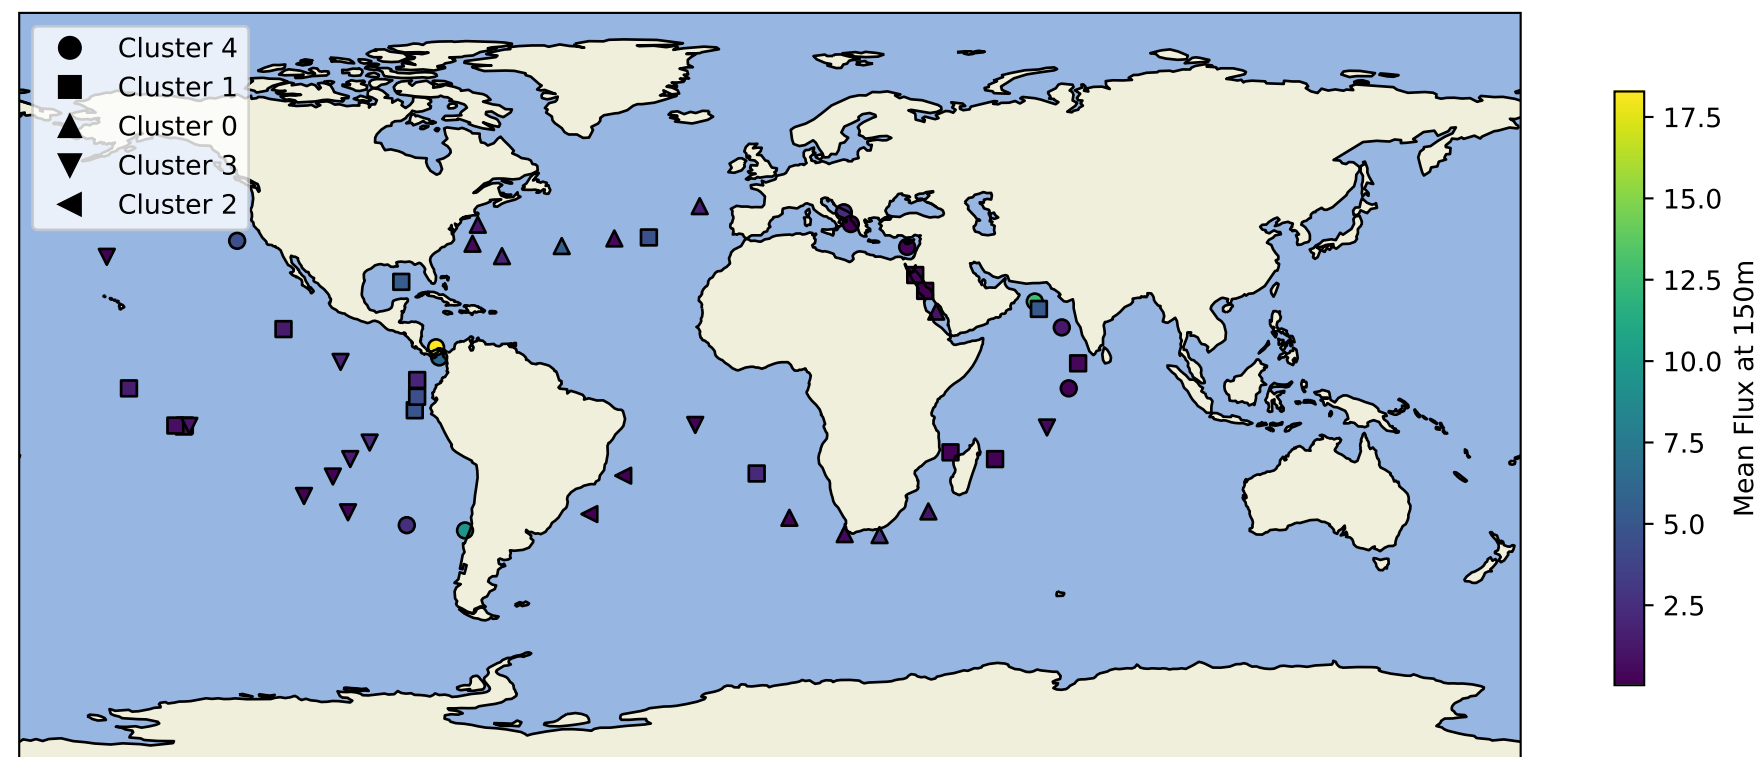 Cluster 4
Cluster 1
Cluster 0
Cluster 3
Cluster 2
17.5
15.0
12.5
10.0
7.5
5.0
2.5
Mean Flux at 150m